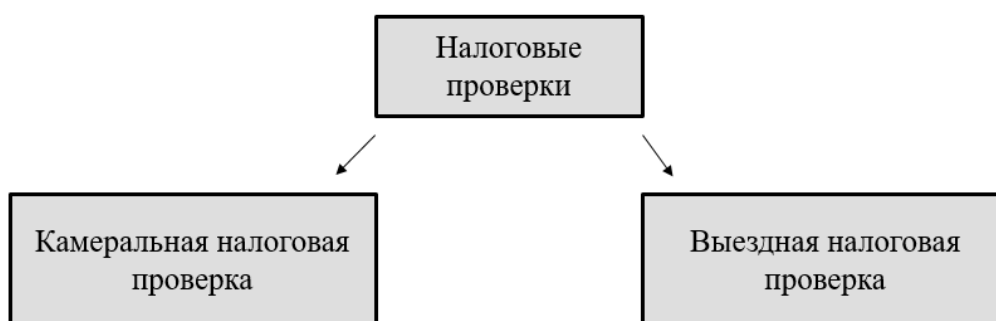 Налоговые
проверки
Камеральная налоговая
проверка
Выездная налоговая
проверка